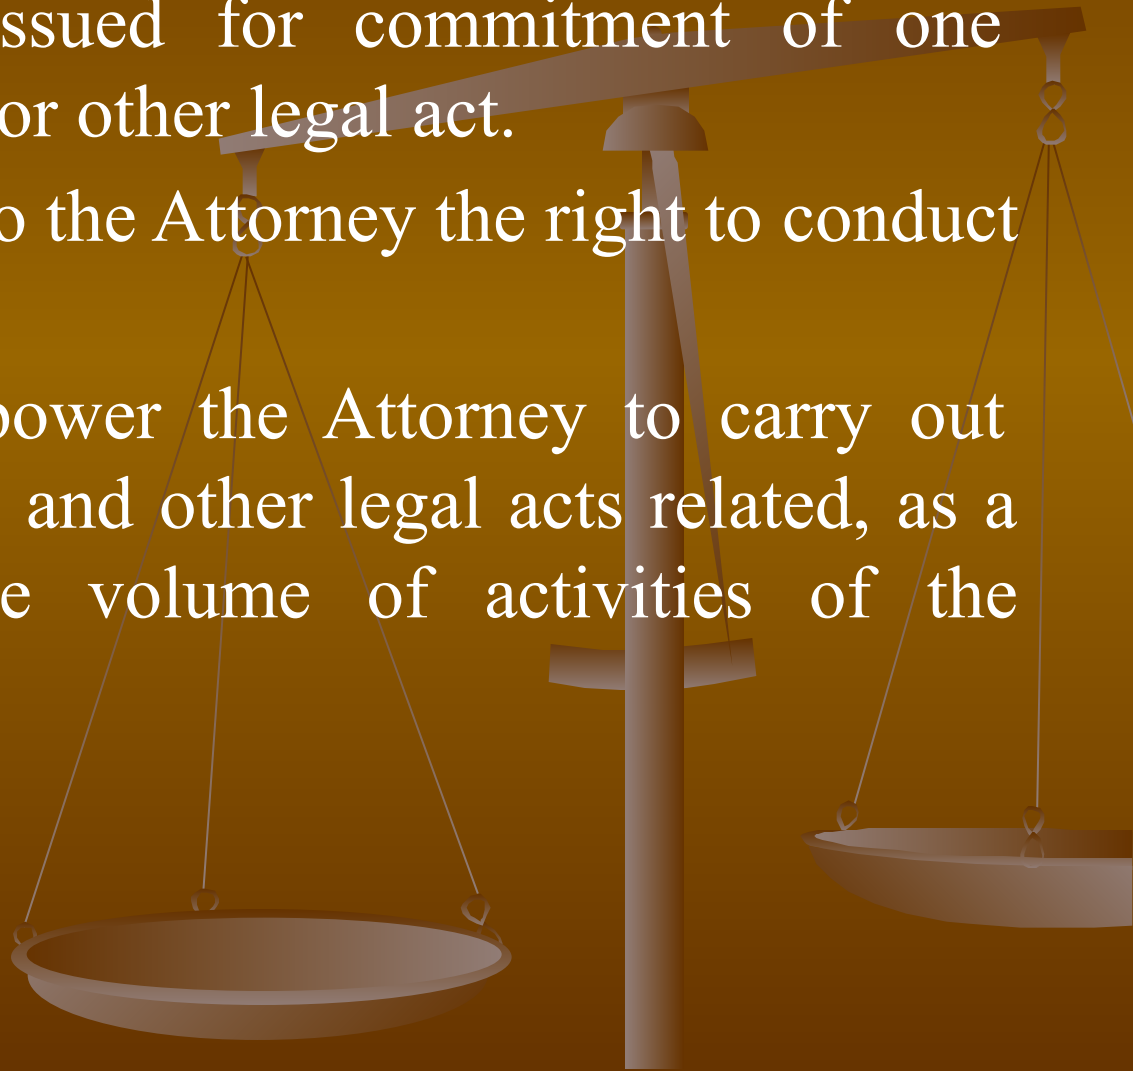 ssued for commitment of one
or other legal act.
o the Attorney the right to conduct
power the Attorney to carry out
and other legal acts related, as a
e volume of activities of the